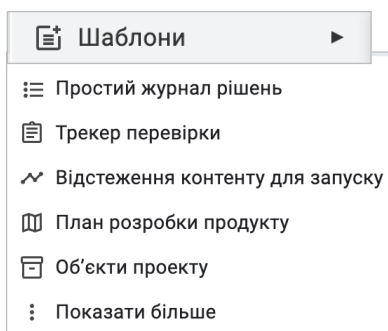 Шаблони
Простий журнал рішень
Трекер перевірки
Відстеження контенту для запуску
План розробки продукту
Об'єкти проекту
Показати більше